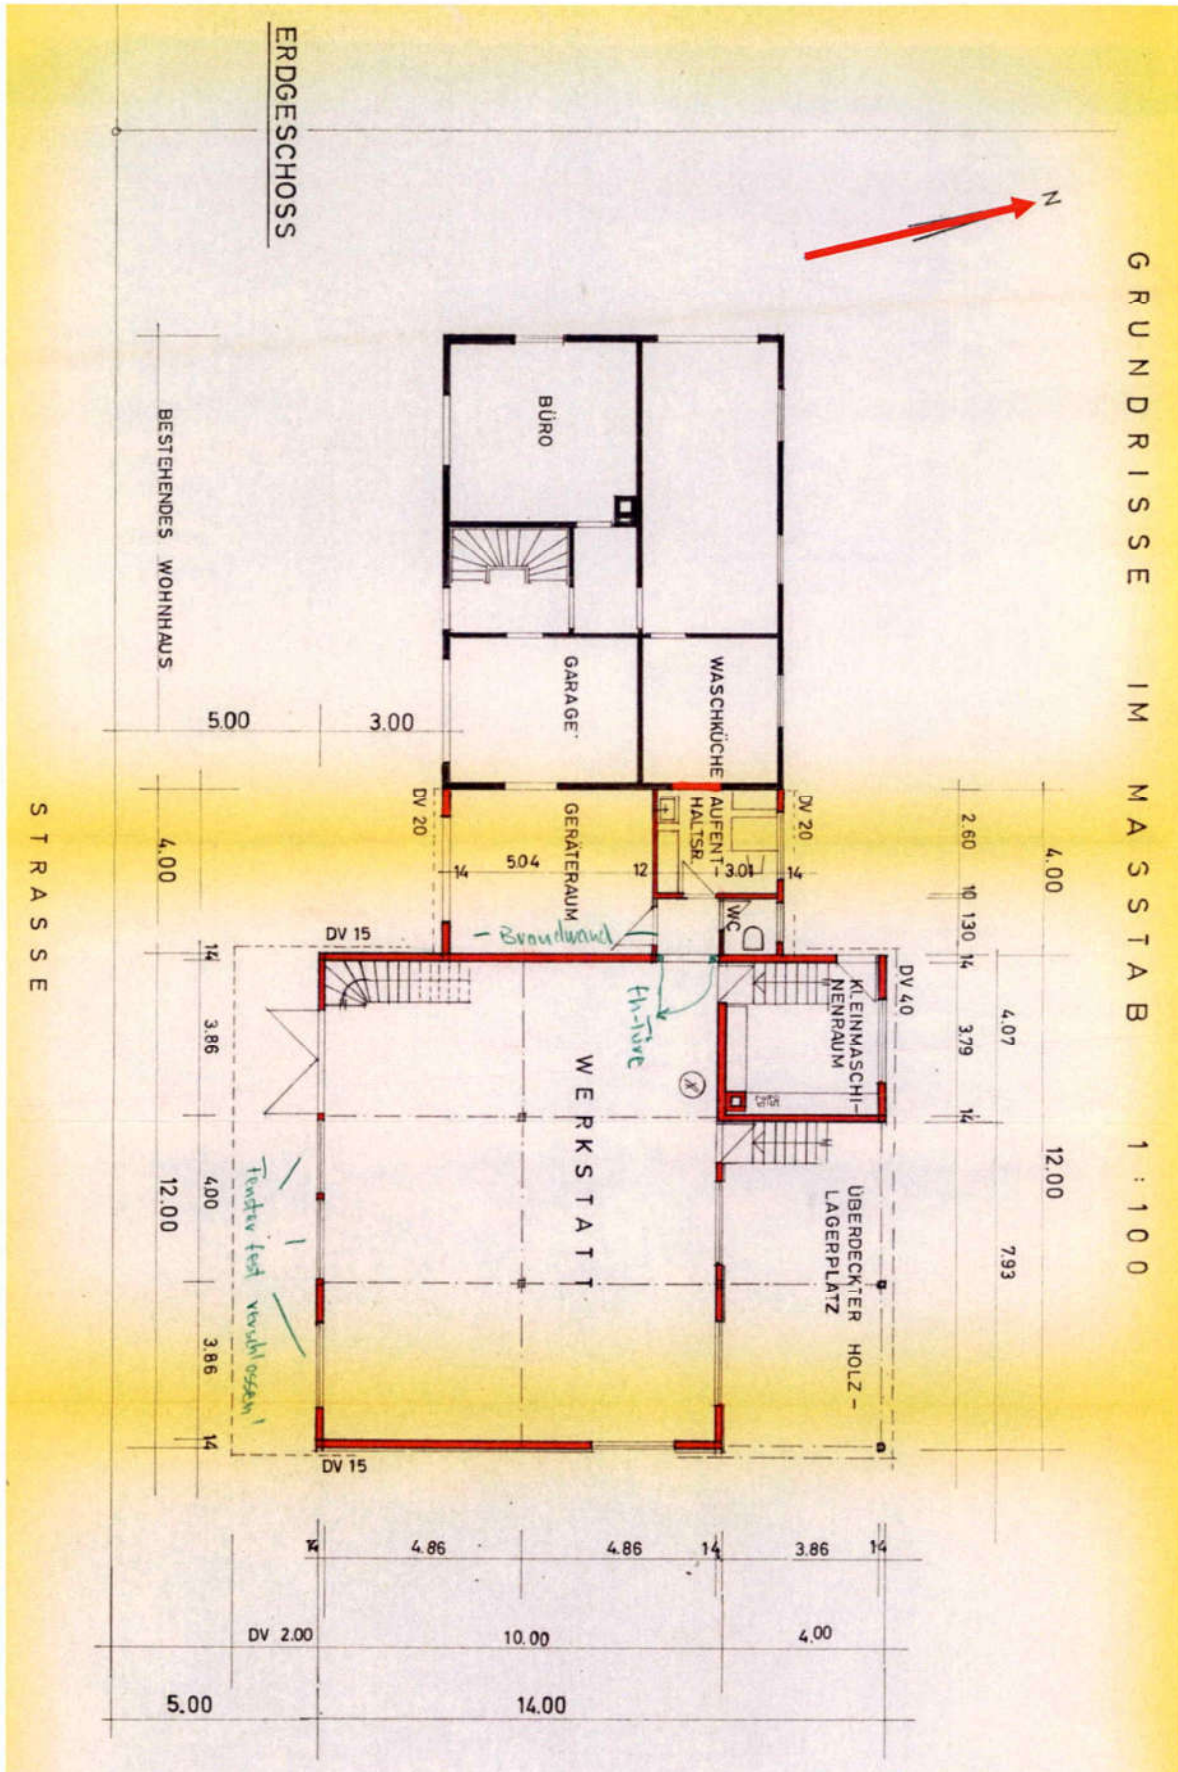 GRUNDRISSE IM MASSTAB 1:100
ERDGESCHOSS
N
BÜRO
BESTEHENDES WOHNHAUS
GARAGE
WASCHKÜCHE
5.00
3.00
DV 20
DV 20
GERÄTERAUM
AUFENT-
HALTSR.
14
5.04
12
3.01
14
WC
2.60
10
1.30
14
4.00
4.00
STRASSE
- Brandwand
fh-Türe
DV 15
DV 40
KLEINMASCHI-
NENRAUM
WERKSTATT
ÜBERDECKTER HOLZ-
LAGERPLATZ
14
3.86
4.00
3.86
14
12.00
3.79
14
4.07
7.93
12.00
Fenster fest verschlossen!
DV 15
14
4.86
4.86
14
3.86
14
DV 2.00
10.00
4.00
5.00
14.00